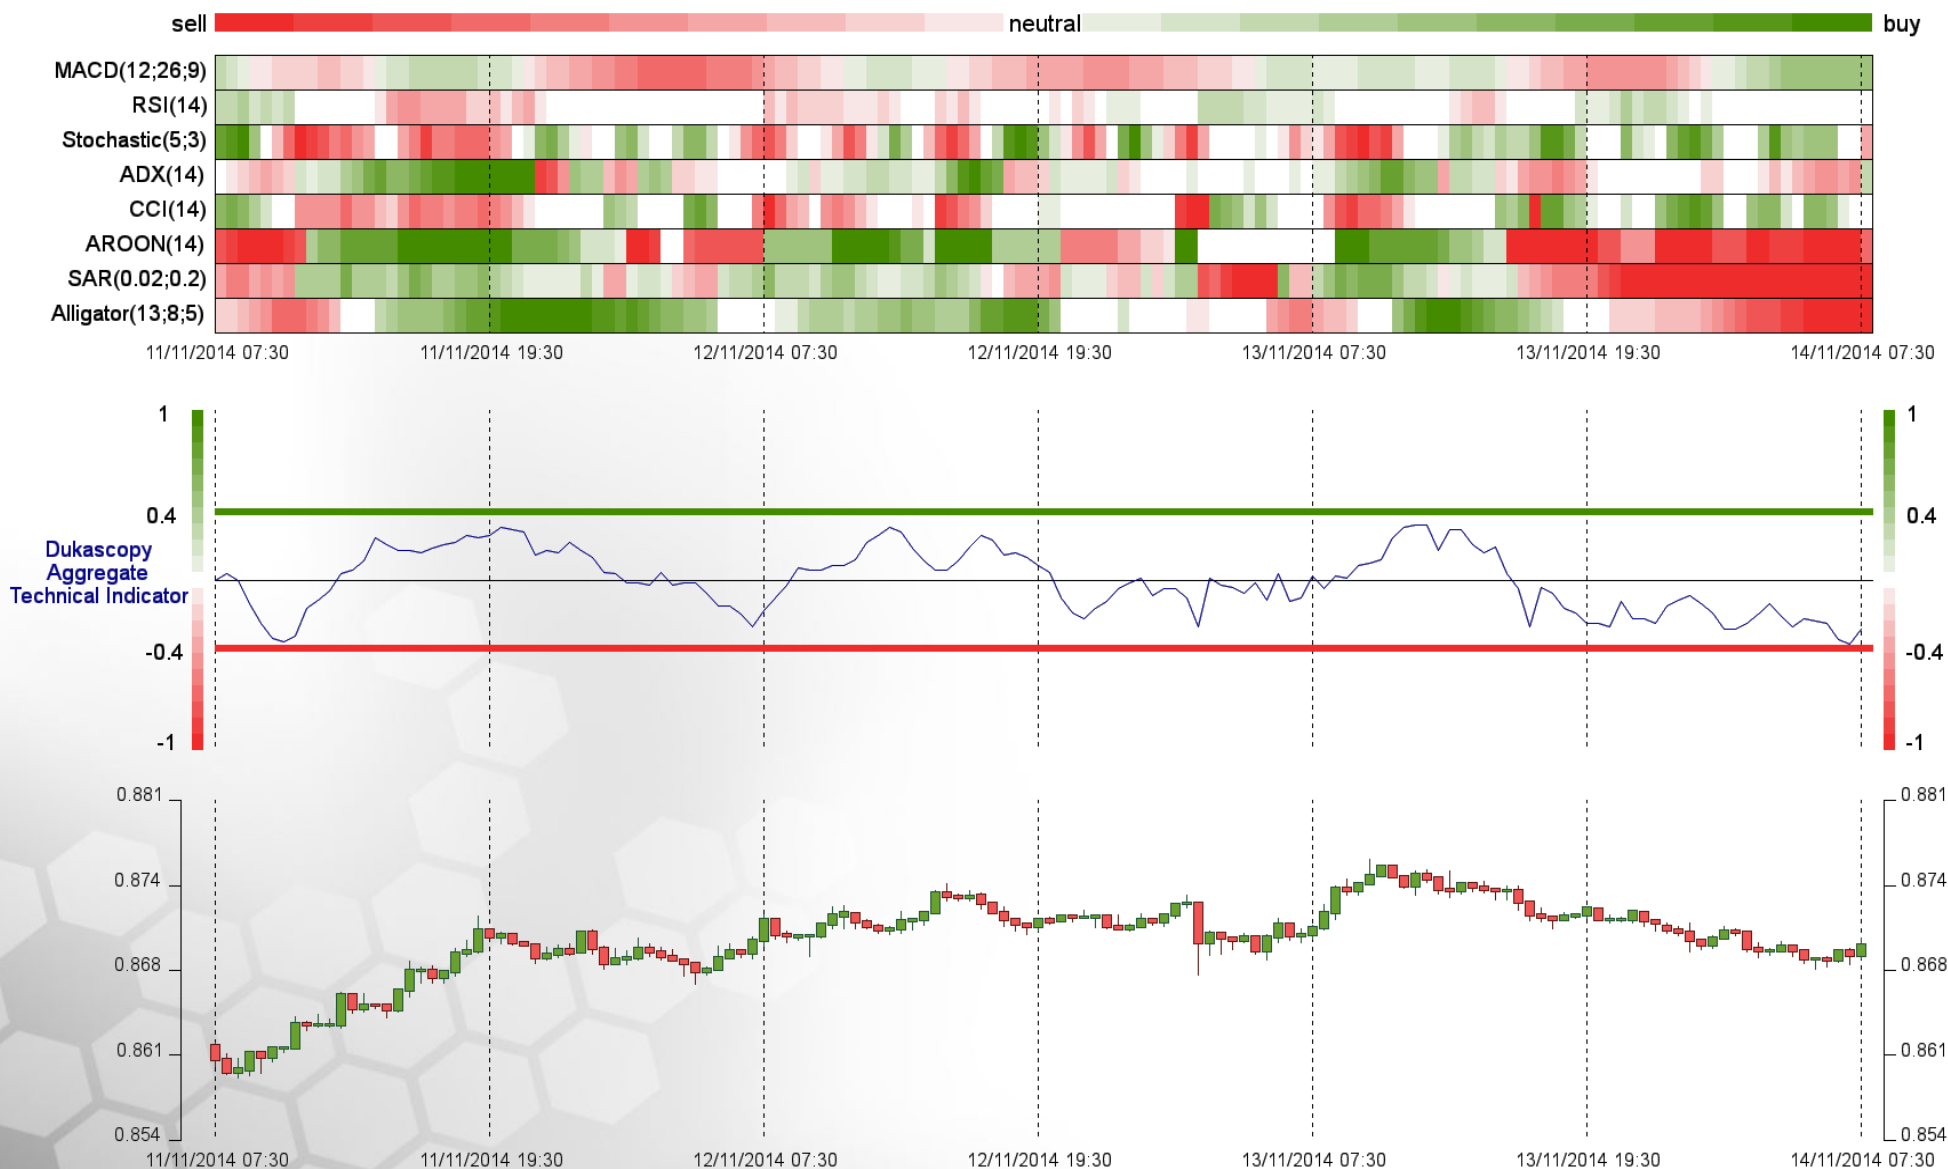 sell neutral buy
MACD(12;26;9)
RSI(14)
Stochastic(5;3)
ADX(14)
CCI(14)
AROON(14)
SAR(0.02;0.2)
Alligator(13;8;5)
11/11/2014 07:30 11/11/2014 19:30 12/11/2014 07:30 12/11/2014 19:30 13/11/2014 07:30 13/11/2014 19:30 14/11/2014 07:30
1 1
0.4 0.4
Dukascopy
Aggregate
Technical Indicator
-0.4 -0.4
-1 -1
0.881 0.881
0.874 0.874
0.868 0.868
0.861 0.861
0.854 0.854
11/11/2014 07:30 11/11/2014 19:30 12/11/2014 07:30 12/11/2014 19:30 13/11/2014 07:30 13/11/2014 19:30 14/11/2014 07:30